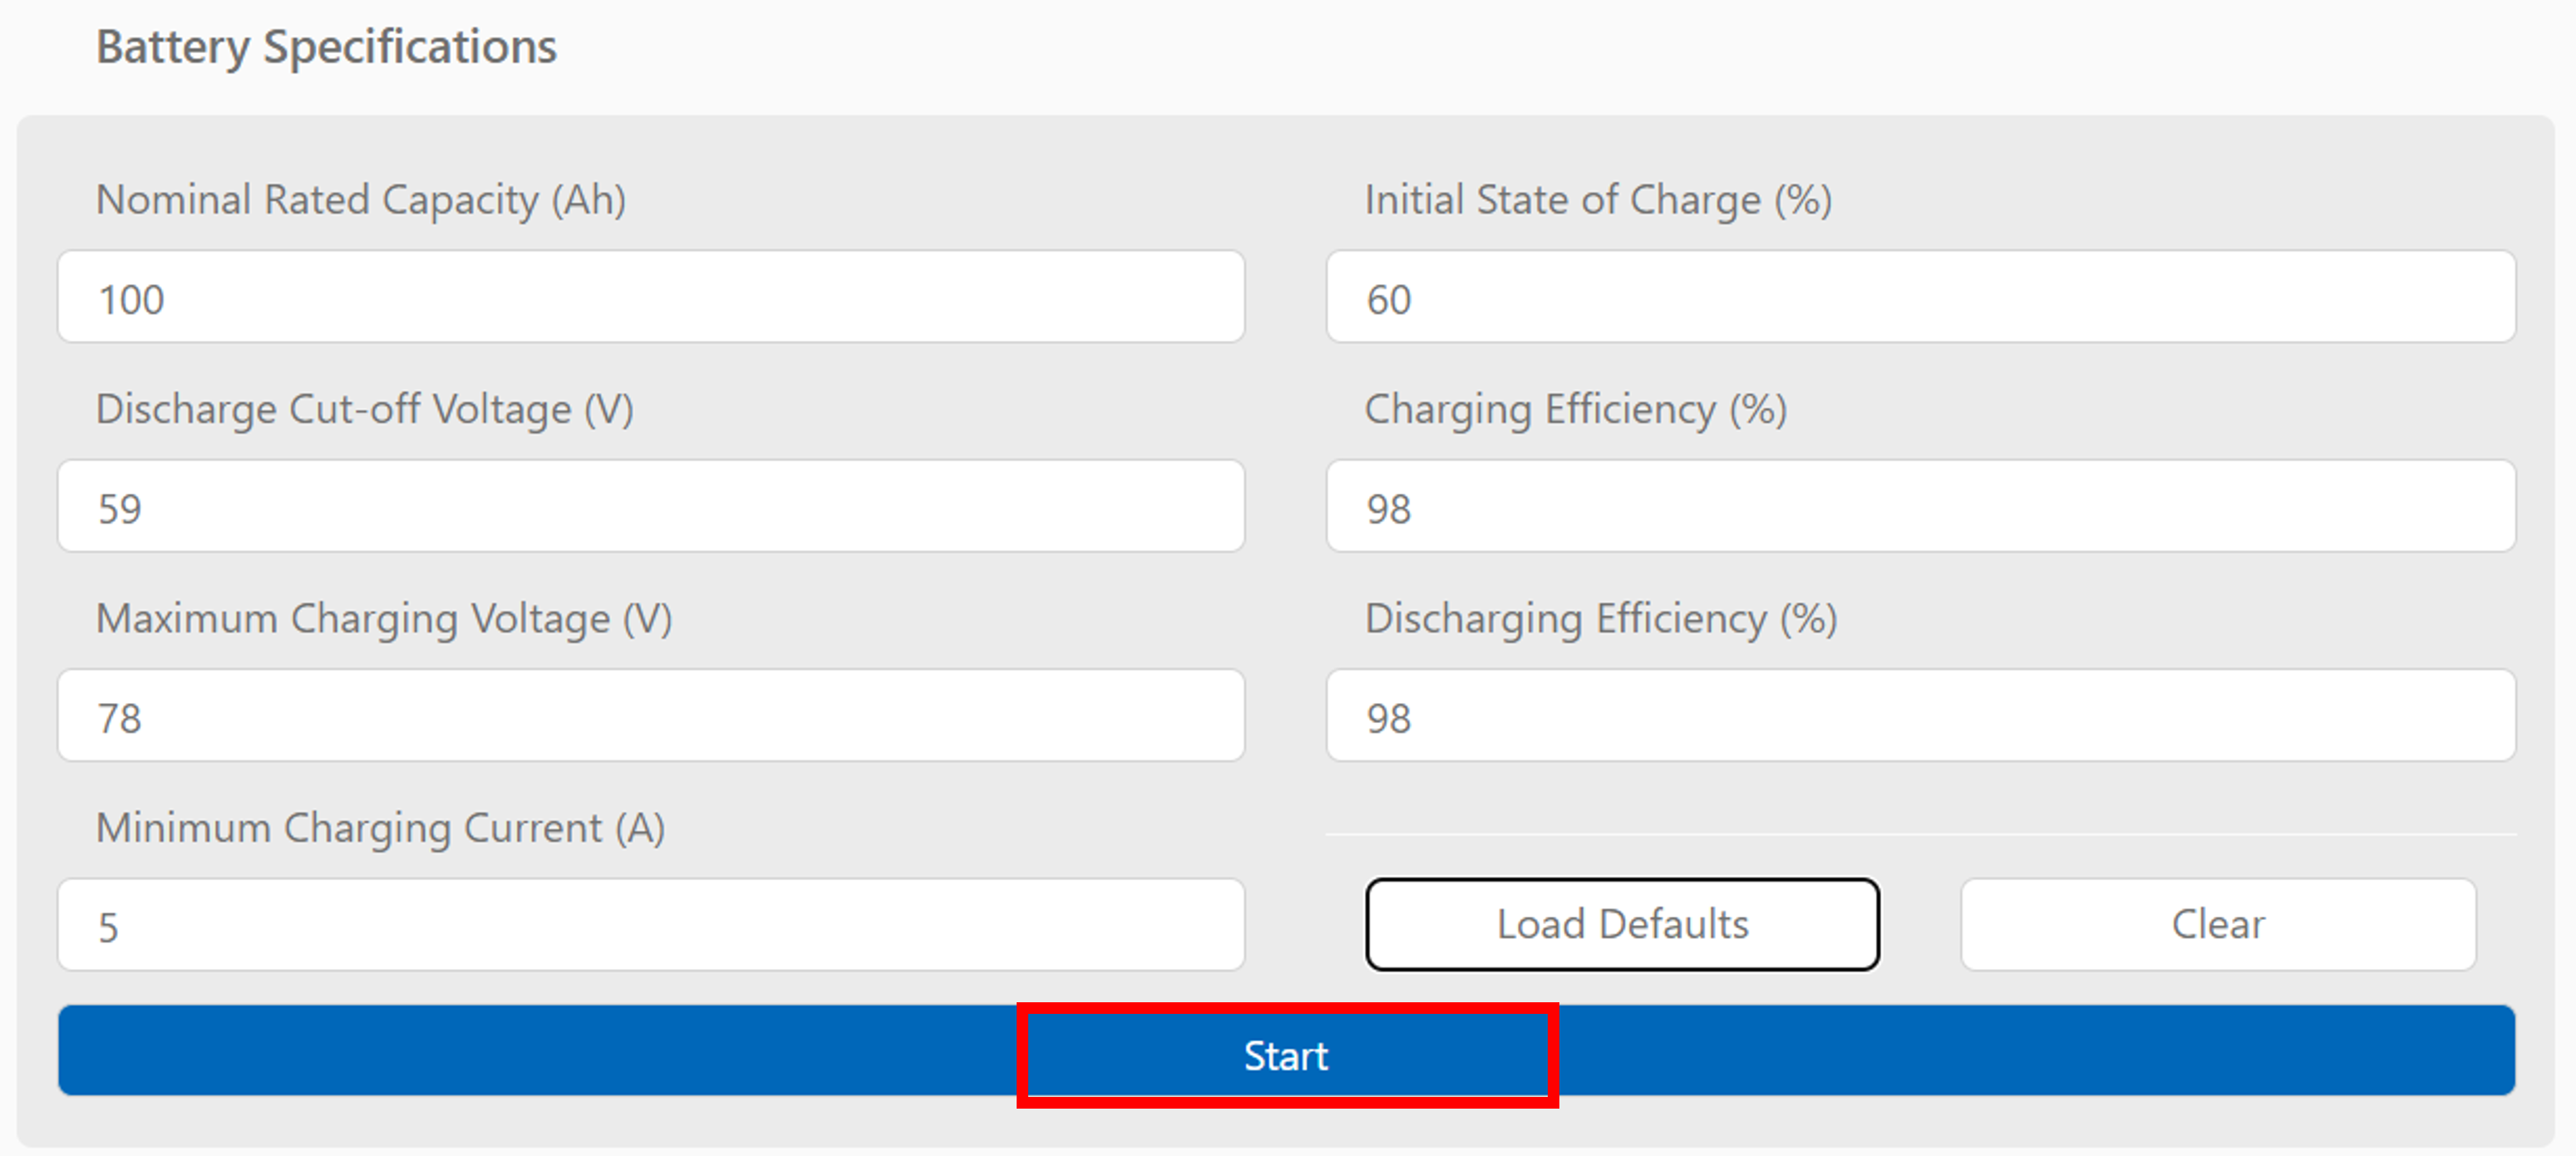 Battery Specifications
Nominal Rated Capacity (Ah)
Initial State of Charge (%)
100
60
Discharge Cut-off Voltage (V)
Charging Efficiency (%)
59
98
Maximum Charging Voltage (V)
Discharging Efficiency (%)
78
98
Minimum Charging Current (A)
5
Load Defaults
Clear
Start